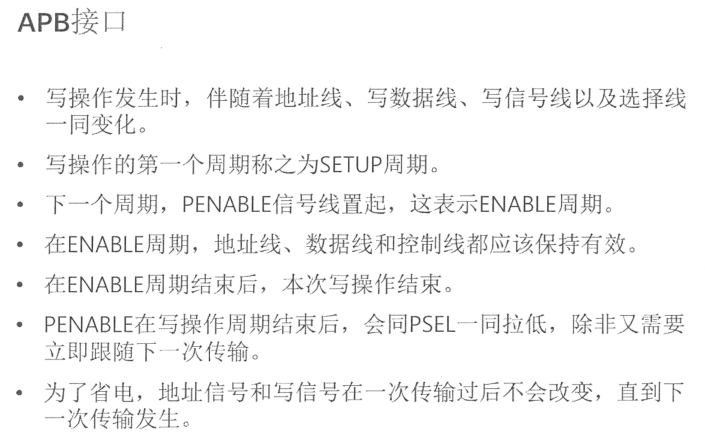 APB接口
• 写操作发生时，伴随着地址线、写数据线、写信号线以及选择线
一同变化。
• 写操作的第一个周期称之为SETUP周期。
• 下一个周期，PENABLE信号线置起，这表示ENABLE周期。
• 在ENABLE周期，地址线、数据线和控制线都应该保持有效。
• 在ENABLE周期结束后，本次写操作结束。
• PENABLE在写操作周期结束后，会同PSEL一同拉低，除非又需要
立即跟随下一次传输。
• 为了省电，地址信号和写信号在一次传输过后不会改变，直到下
一次传输发生。